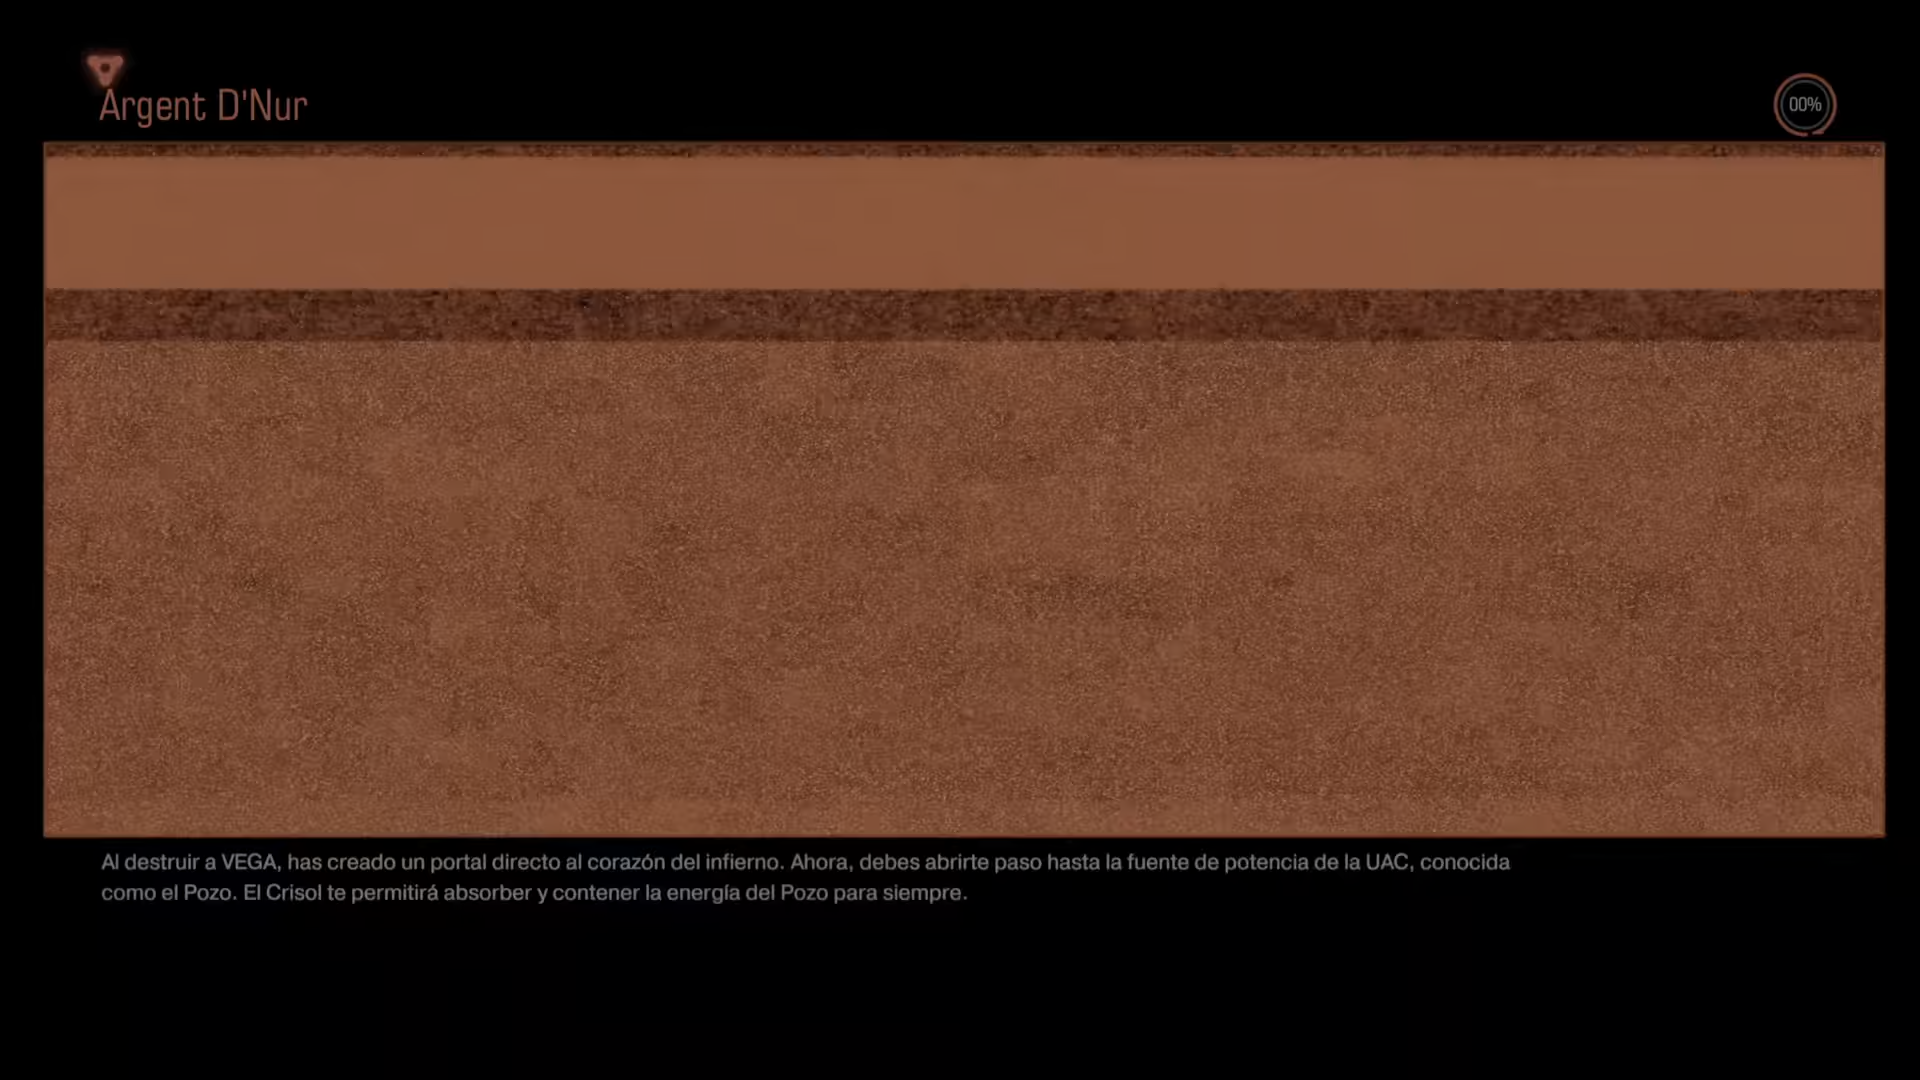 Argent D'Nur
00%
Al destruir a VEGA, has creado un portal directo al corazón del infierno. Ahora, debes abrirte paso hasta la fuente de potencia de la UAC, conocida
como el Pozo. El Crisol te permitirá absorber y contener la energía del Pozo para siempre.